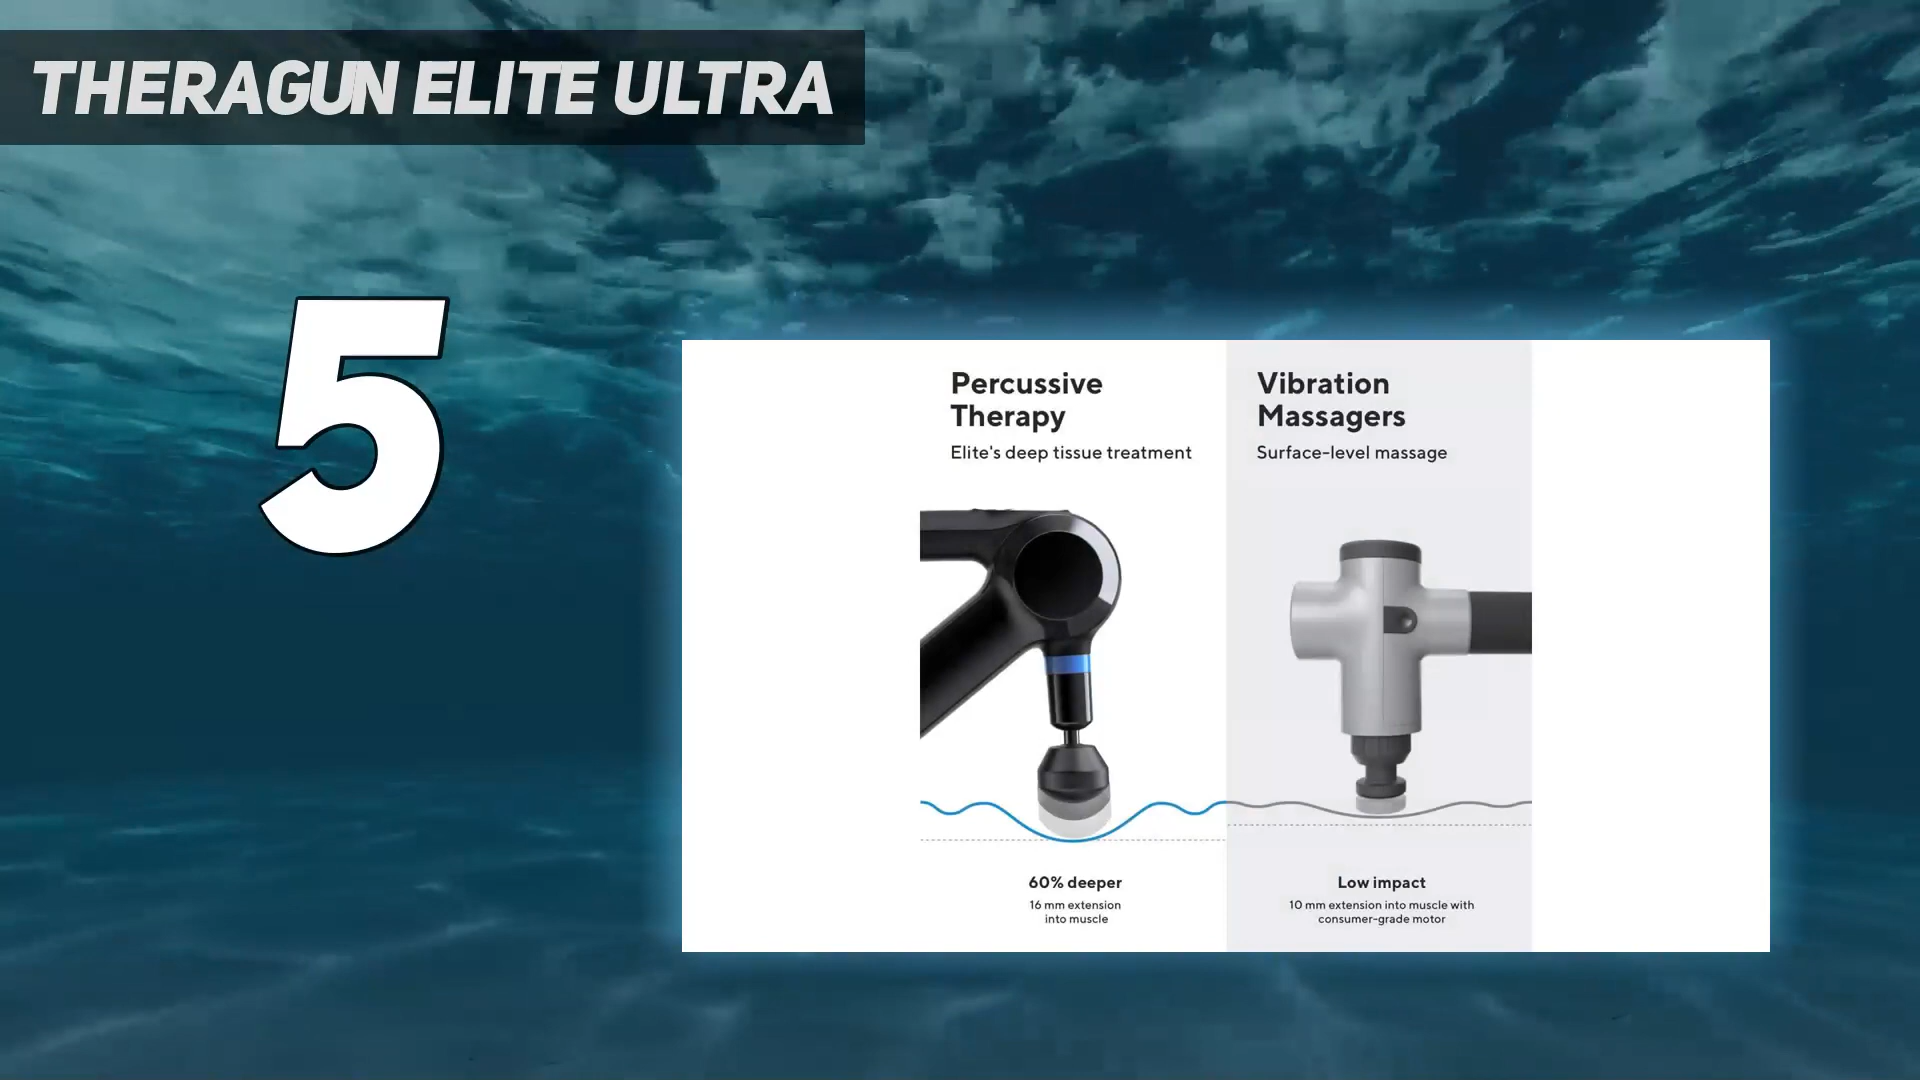 THERAGUN ELITE ULTRA
5
Percussive
Therapy
Elite's deep tissue treatment
60% deeper
16 mm extension
into muscle
Vibration
Massagers
Surface-level massage
Low impact
10 mm extension into muscle with
consumer-grade motor